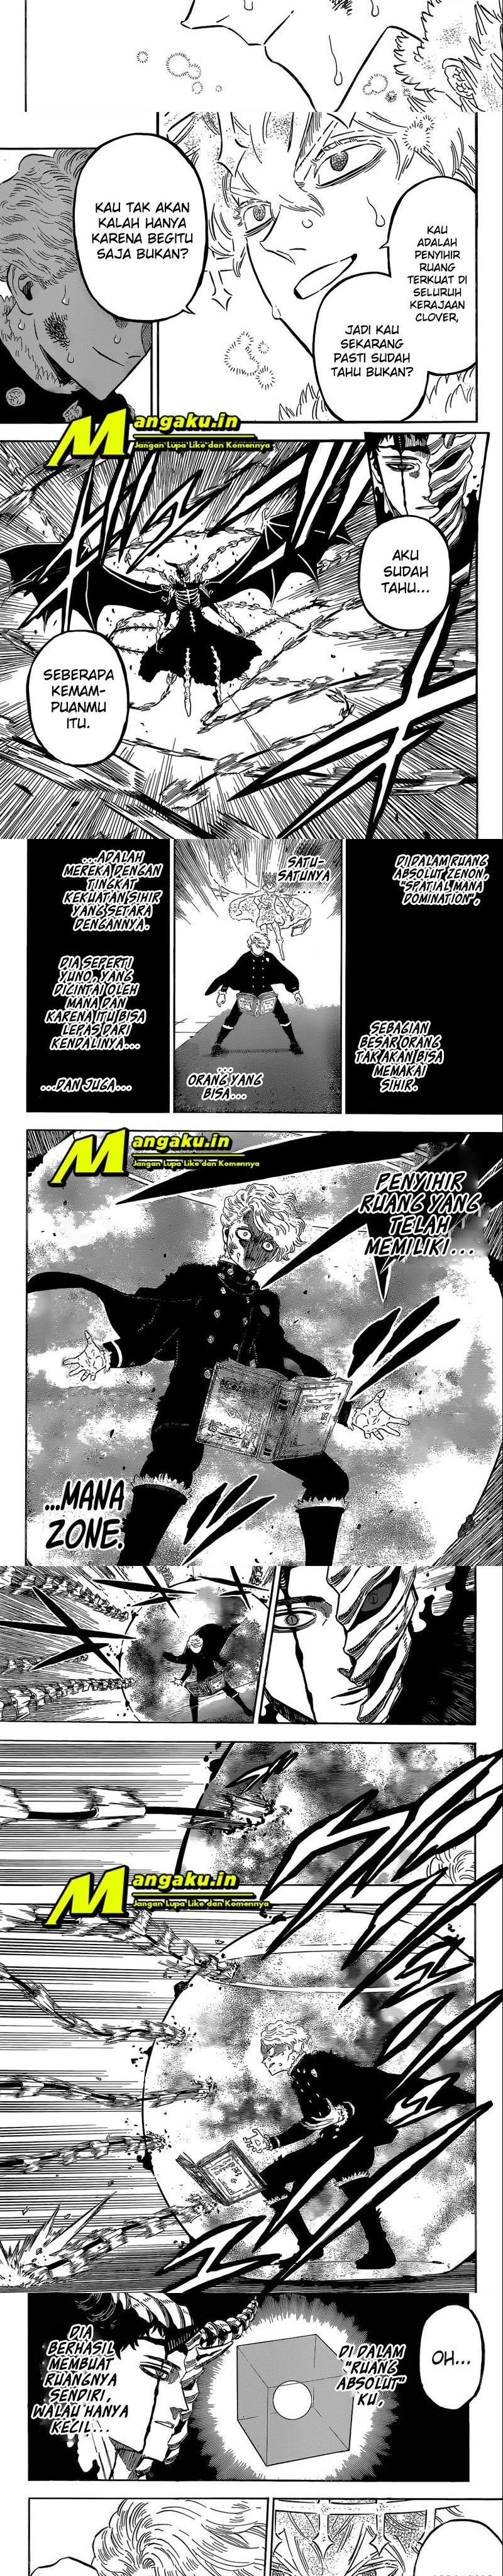 KAU
ADALAH
PENYIHIR
RUANG
TERKUAT DI
SELURUH
KERAJAAN
CLOVER,
JADI KAU
SEKARANG
PASTI SUDAH
TAHU BUKAN?
KAU TAK AKAN
KALAH HANYA
KARENA BEGITU
SAJA BUKAN?
Mangaku.in
Jangan Lupa Like dan Komennya
AKU
SUDAH
TAHU...
SEBERAPA
KEMAM-
PUANMU
ITU.
DI DALAM RUANG
ABSOLUT ZENON,
"SPATIAL MANA
DOMINATION",
SEBAGIAN
BESAR ORANG
TAK AKAN BISA
MEMAKAI
SIHIR.
SATU-
SATUNYA
...
...
ORANG YANG
BISA...
...ADALAH
MEREKA DENGAN
TINGKAT
KEKUATAN SIHIR
YANG SETARA
DENGANNYA.
DIA SEPERTI
YUNO, YANG
DICINTAI OLEH
MANA DAN
KARENA ITU BISA
LEPAS DARI
KENDALINYA...
...DAN JUGA...
Mangaku.in
Jangan Lupa Like dan Komennya
PENYIHIR
RUANG YANG
TELAH
MEMILIKI...
...MANA
ZONE.
Mangaku.in
Jangan Lupa Like dan Komennya
OH...
DI DALAM
"RUANG
ABSOLUT"
KU,
DIA
BERHASIL
MEMBUAT
RUANGNYA
SENDIRI,
WALAU HANYA
KECIL...